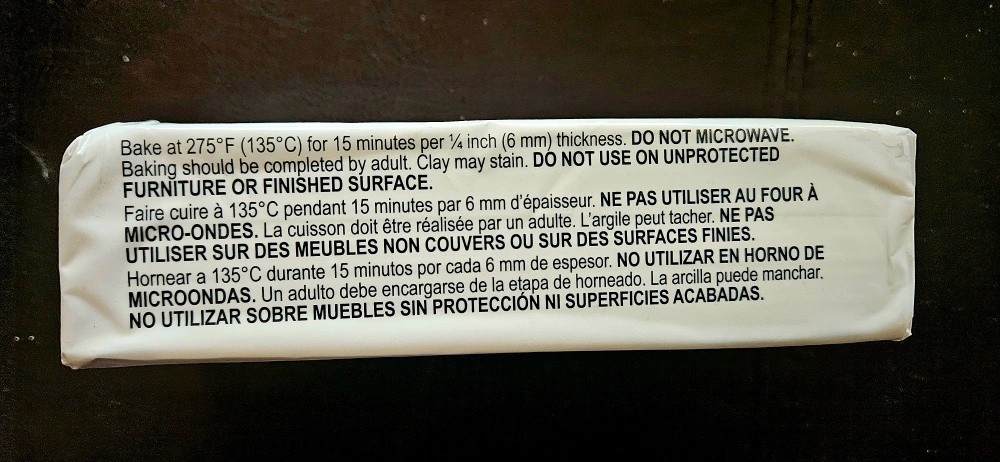 Bake at 275°F (135°C) for 15 minutes per ¼ inch (6 mm) thickness. DO NOT MICROWAVE.
Baking should be completed by adult. Clay may stain. DO NOT USE ON UNPROTECTED
FURNITURE OR FINISHED SURFACE.
Faire cuire à 135°C pendant 15 minutes par 6 mm d'épaisseur. NE PAS UTILISER AU FOUR À
MICRO-ONDES. La cuisson doit être réalisée par un adulte. L'argile peut tacher. NE PAS
UTILISER SUR DES MEUBLES NON COUVERS OU SUR DES SURFACES FINIES.
Hornear a 135°C durante 15 minutos por cada 6 mm de espesor. NO UTILIZAR EN HORNO DE
MICROONDAS. Un adulto debe encargarse de la etapa de horneado. La arcilla puede manchar.
NO UTILIZAR SOBRE MUEBLES SIN PROTECCIÓN NI SUPERFICIES ACABADAS.